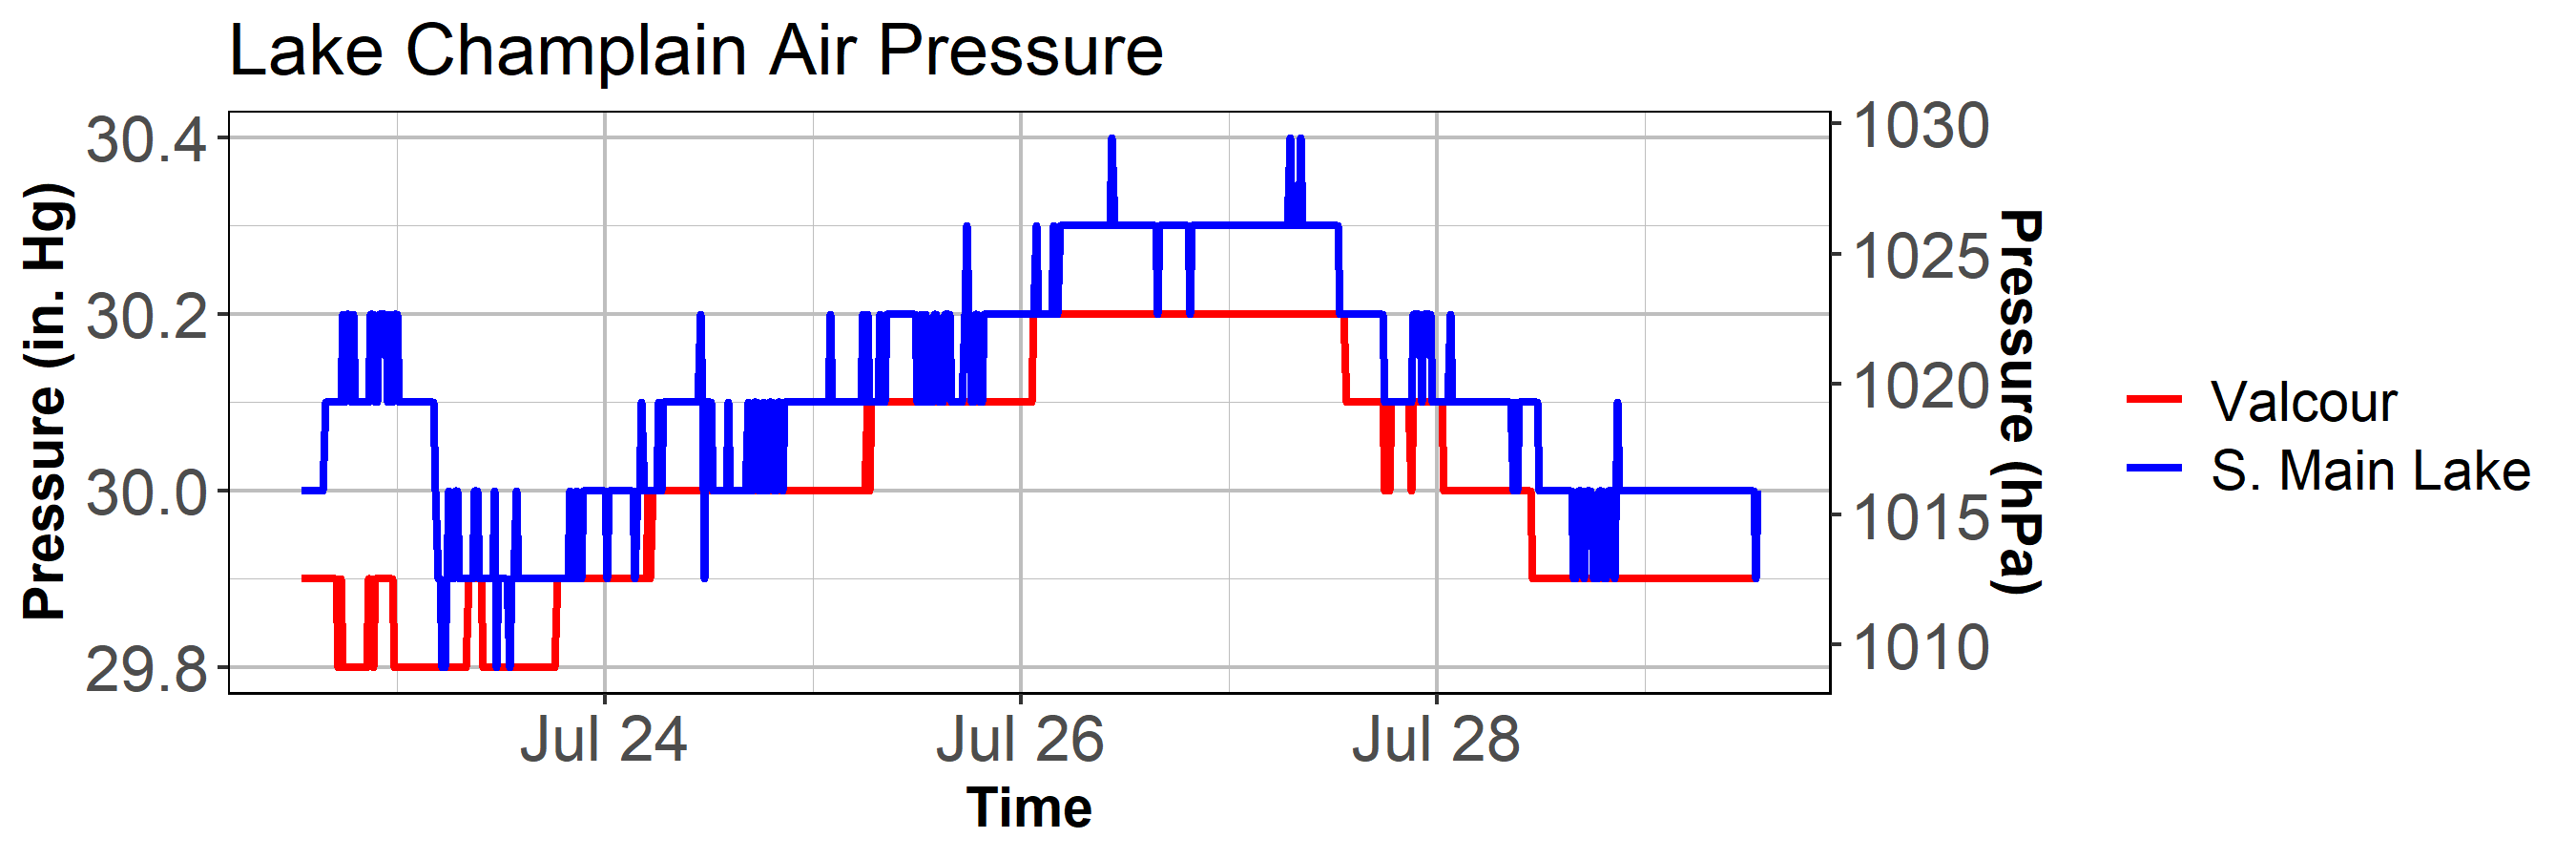 Lake Champlain Air Pressure
Pressure (in. Hg)
30.4
30.2
30.0
29.8
1030
1025
1020
1015
1010
Pressure (hPa)
Jul 24
Jul 26
Jul 28
Time
Valcour
S. Main Lake